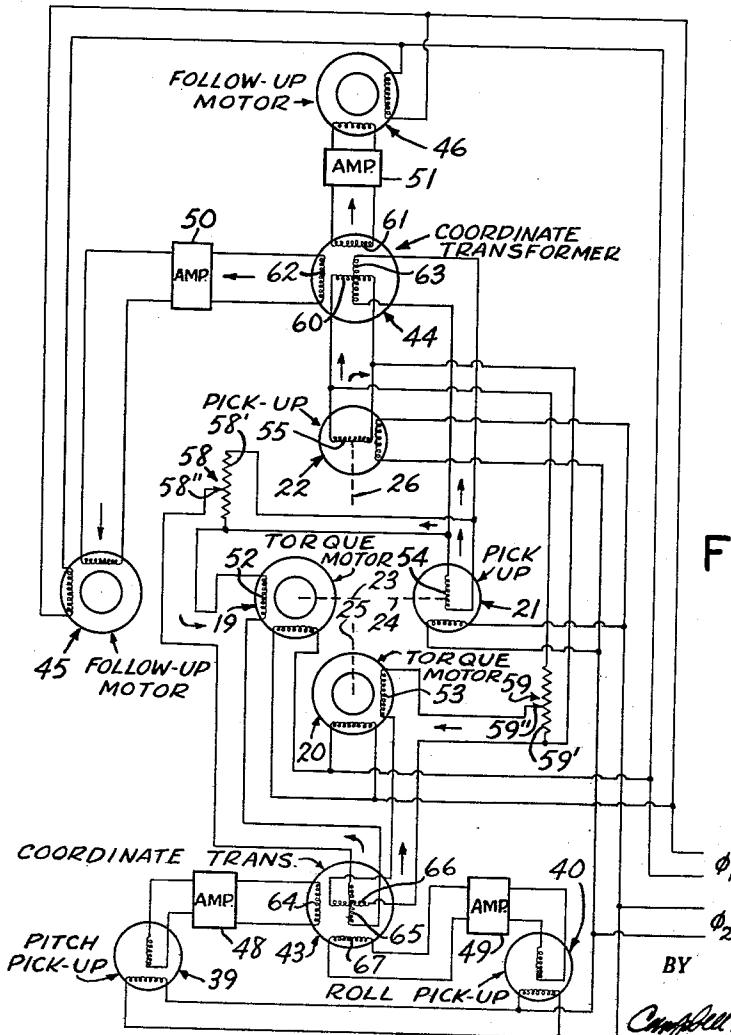 FOLLOW-UP
MOTOR
46
AMP.
51
50
61
COORDINATE
TRANSFORMER
AMP.
62
63
60
44
PICK-UP
58'
55
58
58"
22
26
TORQUE
MOTOR
54
PICK
UP
52
23
F
19
24
21
25
45
FOLLOW-UP
MOTOR
TORQUE
MOTOR
53
59
59"
20
59'
COORDINATE TRANS.
66
40
AMP.
64
AMP.
65
48
43
49
67
PITCH
PICK-UP
39
ROLL PICK-UP
φ
φ2
BY
Campbell